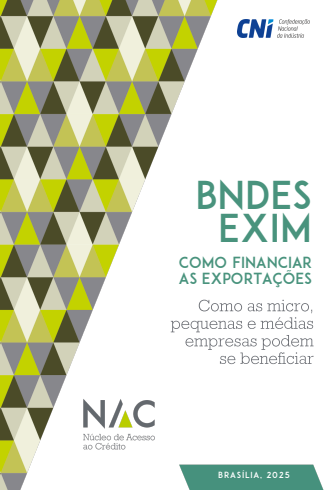 CNI
Confederação
Nacional
da Indústria
BNDES
EXIM
COMO FINANCIAR
AS EXPORTAÇÕES
Como as micro,
pequenas e médias
empresas podem
se beneficiar
NAC
Núcleo de Acesso
ao Crédito
BRASÍLIA, 2025